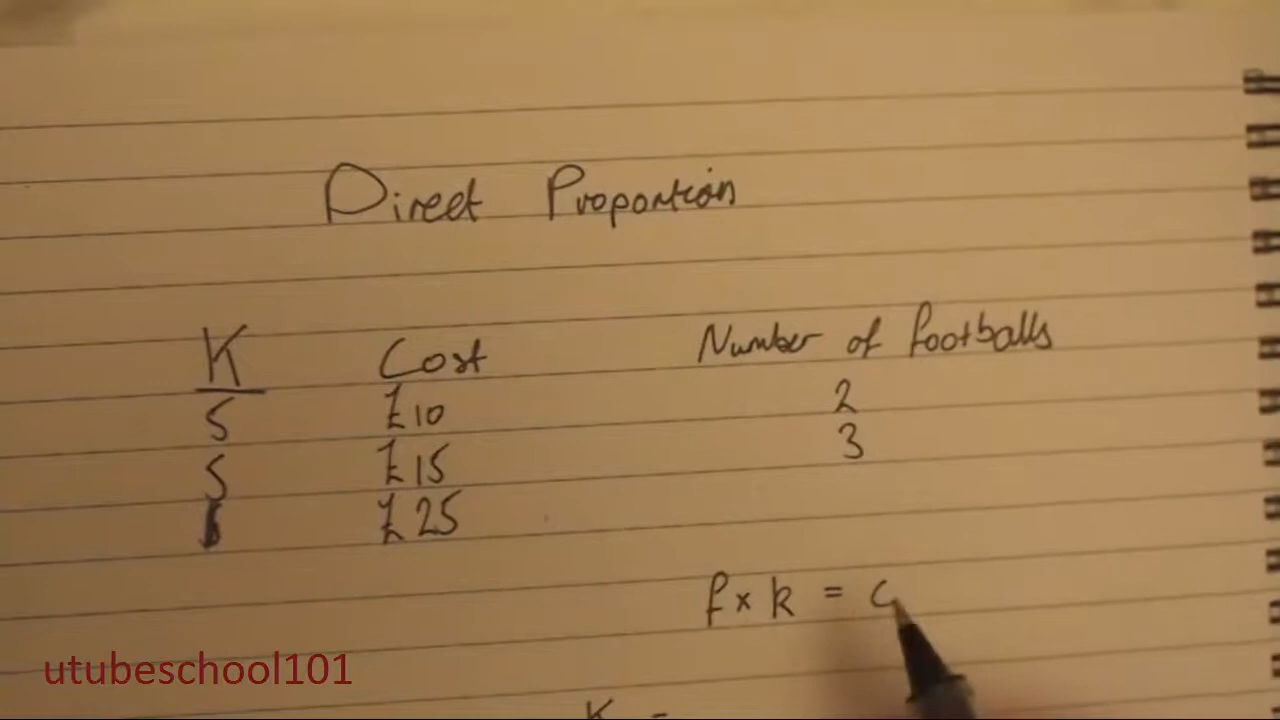 Direct Proportion
K Cost Number of footballs
5 £10 2
5 £15 3
£25
f x k = c
utubeschool101
K =